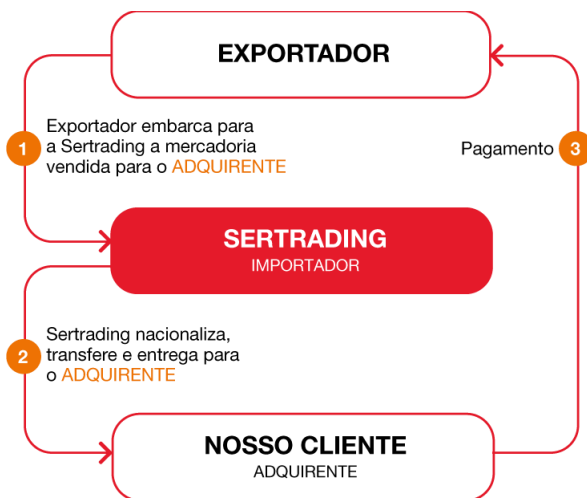 EXPORTADOR
1
Exportador embarca para
a Sertrading a mercadoria
vendida para o ADQUIRENTE
Pagamento 3
SERTRADING
IMPORTADOR
2
Sertrading nacionaliza,
transfere e entrega para
o ADQUIRENTE
NOSSO CLIENTE
ADQUIRENTE